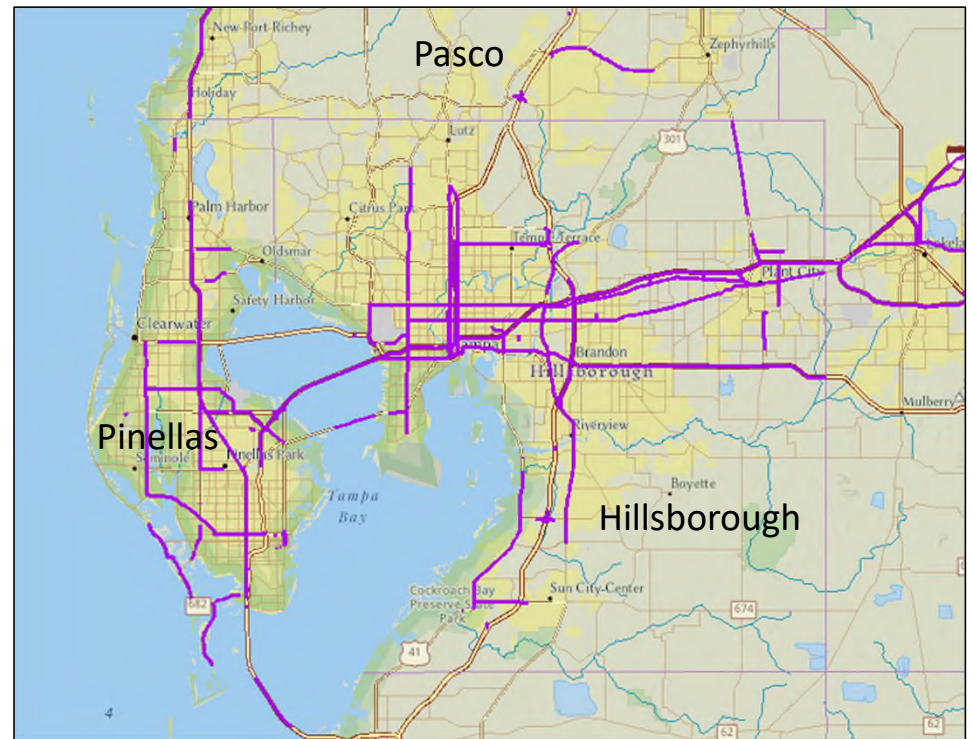 New-Port-Richey
Pasco
Zephyrhills
Holiday
Lutz
301
Palm Harbor
Citrus Park
Temple-Terrace
Oldsmar
Plant City
Safety Harbor
Clearwater
Tampa
Brandon
Hillsborough
Mulberry
Pinellas
Riverview
Seminole
Pinellas Park
Boyette
Tampa
Bay
Hillsborough
Cockroach Bay
Preserve State
Park
Sun City-Center
682
674
41
4
62
62